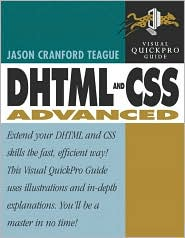 JASON CRANFORD TEAGUE
VISUAL
QUICKPRO
GUIDE
DHTML AND CSS
ADVANCED
Extend your DHTML and CSS
skills the fast, efficient way!
This Visual QuickPro Guide
uses illustrations and in-depth
explanations. You'll be a
master in no time!